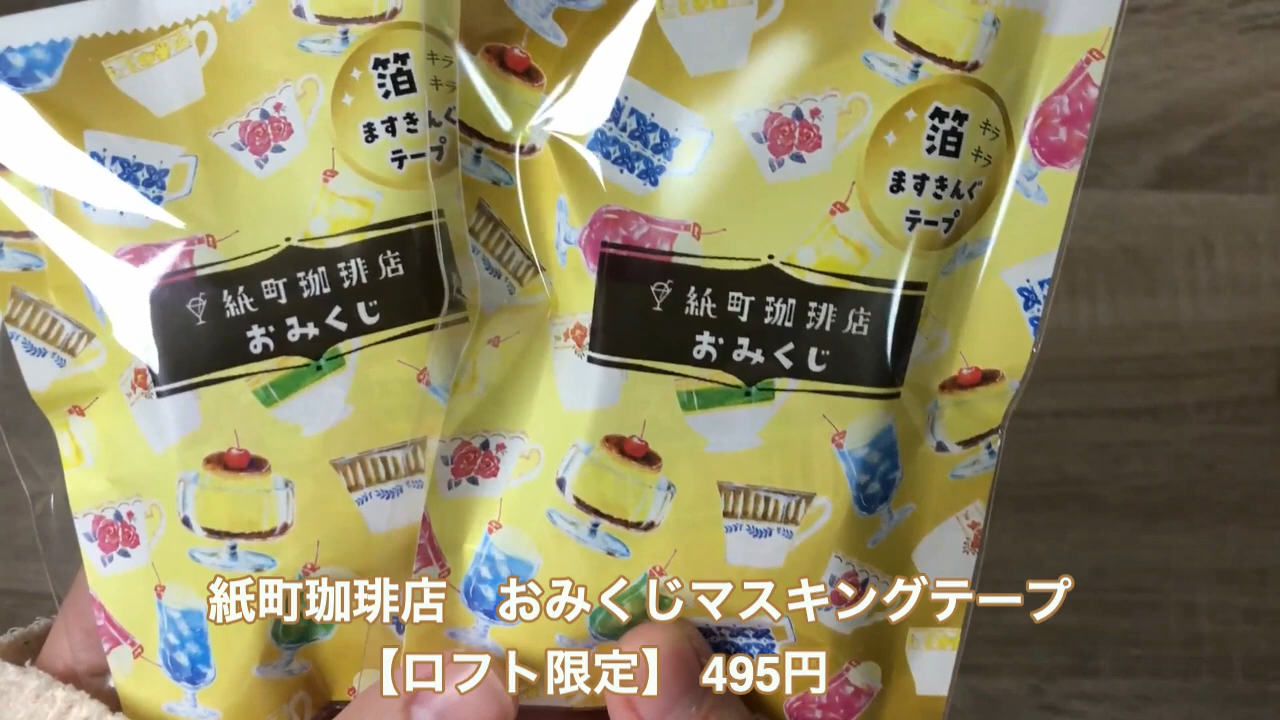 箔
キラ
キラ
ますきんぐ
テープ
紙町珈琲店
おみくじ
箔
キラ
キラ
ますきんぐ
テープ
紙町珈琲店
おみくじ
紙町珈琲店　おみくじマスキングテープ
【ロフト限定】 495円